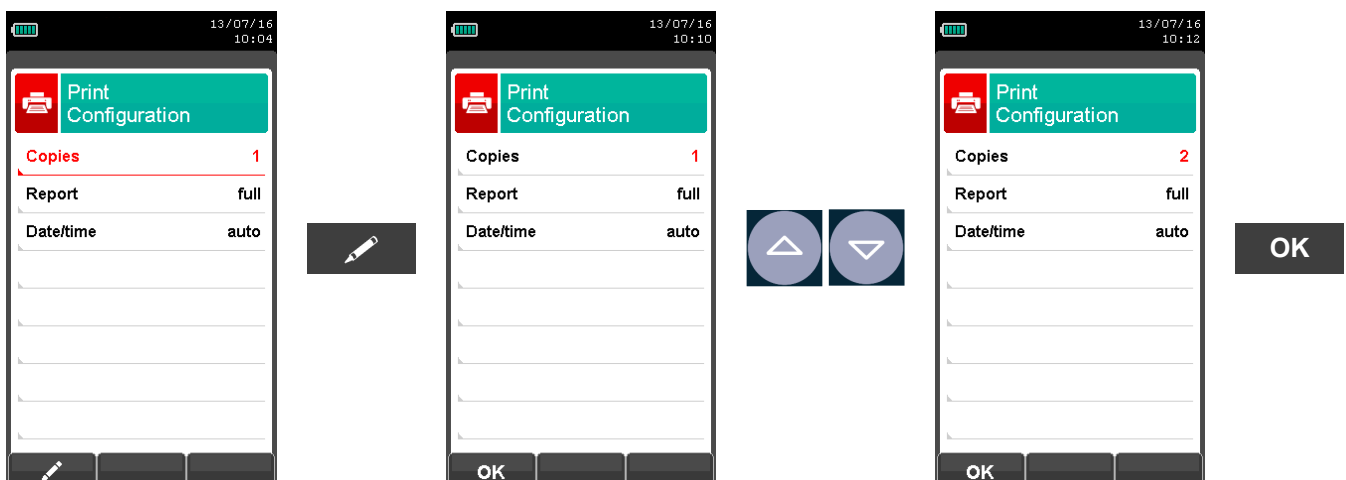 13/07/16
10:04
Print
Configuration
Copies 1
Report full
Date/time auto
13/07/16
10:10
Print
Configuration
Copies 1
Report full
Date/time auto
OK
13/07/16
10:12
Print
Configuration
Copies 2
Report full
Date/time auto
OK
OK